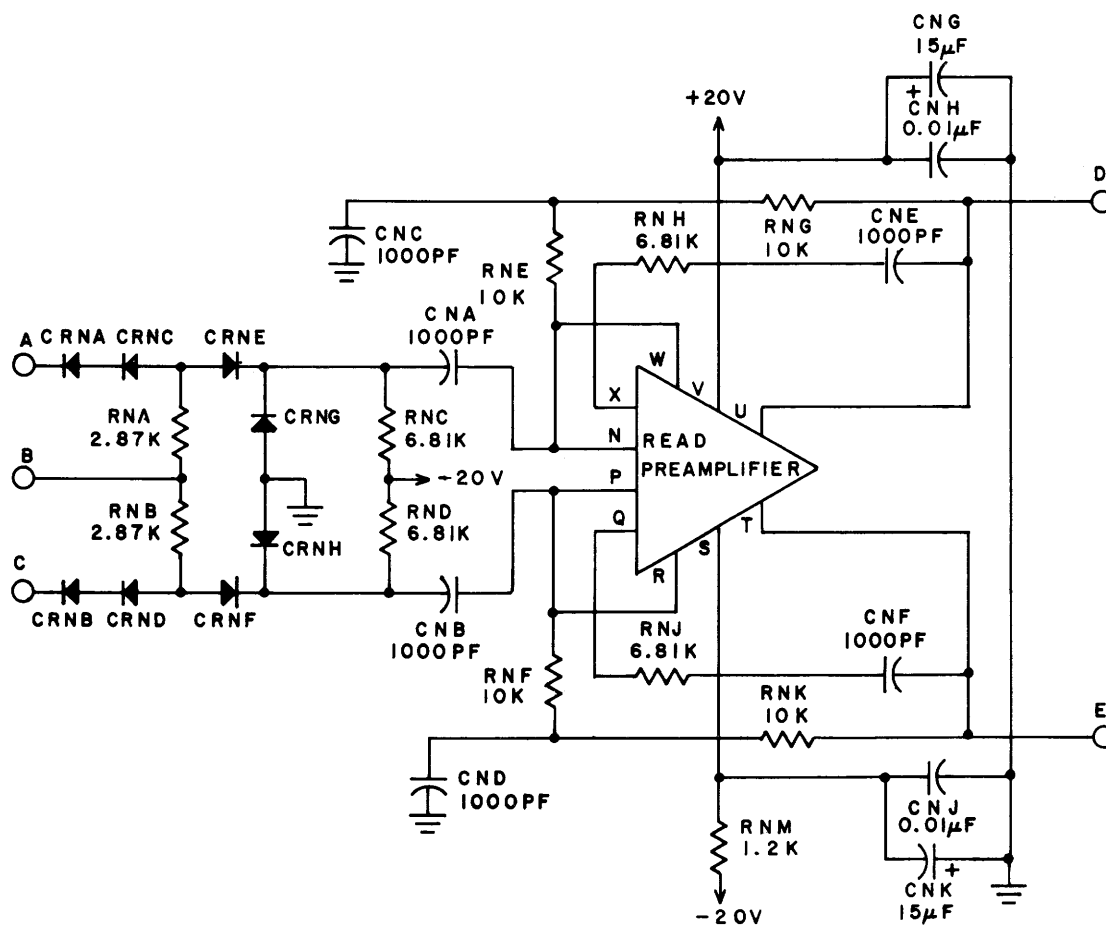 CNG
15µF
+
CNH
0.01µF
+20V
D
CNC
1000PF
RNE
10K
RNH
6.81K
RNG
10K
CNE
1000PF
CNA
1000PF
A
CRNA
CRNC
CRNE
W
V
U
X
N
READ
PREAMPLIFIER
P
Q
R
S
T
RNA
2.87K
CRNG
RNC
6.81K
B
-20V
RNB
2.87K
CRNH
RND
6.81K
C
CRNB
CRND
CRNF
CNB
1000PF
RNJ
6.81K
CNF
1000PF
RNF
10K
RNK
10K
E
CND
1000PF
RNM
1.2K
CNJ
0.01µF
+
CNK
15µF
-20V